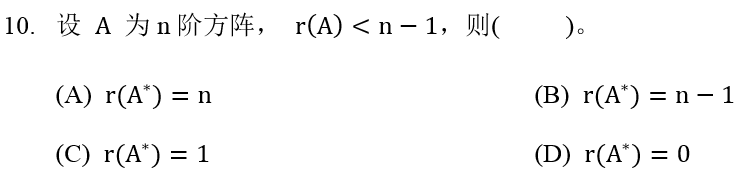 10. 设 A 为 n 阶方阵， r(A) < n − 1，则(      )。
(A) r(A*) = n (B) r(A*) = n − 1
(C) r(A*) = 1 (D) r(A*) = 0